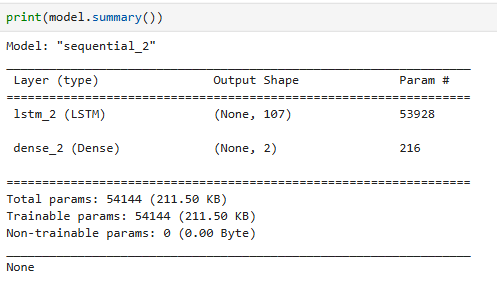 print(model.summary())
Model: "sequential_2"
_________________________________________________________________
Layer (type) Output Shape Param #
=================================================================
lstm_2 (LSTM) (None, 107) 53928
dense_2 (Dense) (None, 2) 216
=================================================================
Total params: 54144 (211.50 KB)
Trainable params: 54144 (211.50 KB)
Non-trainable params: 0 (0.00 Byte)
_________________________________________________________________
None